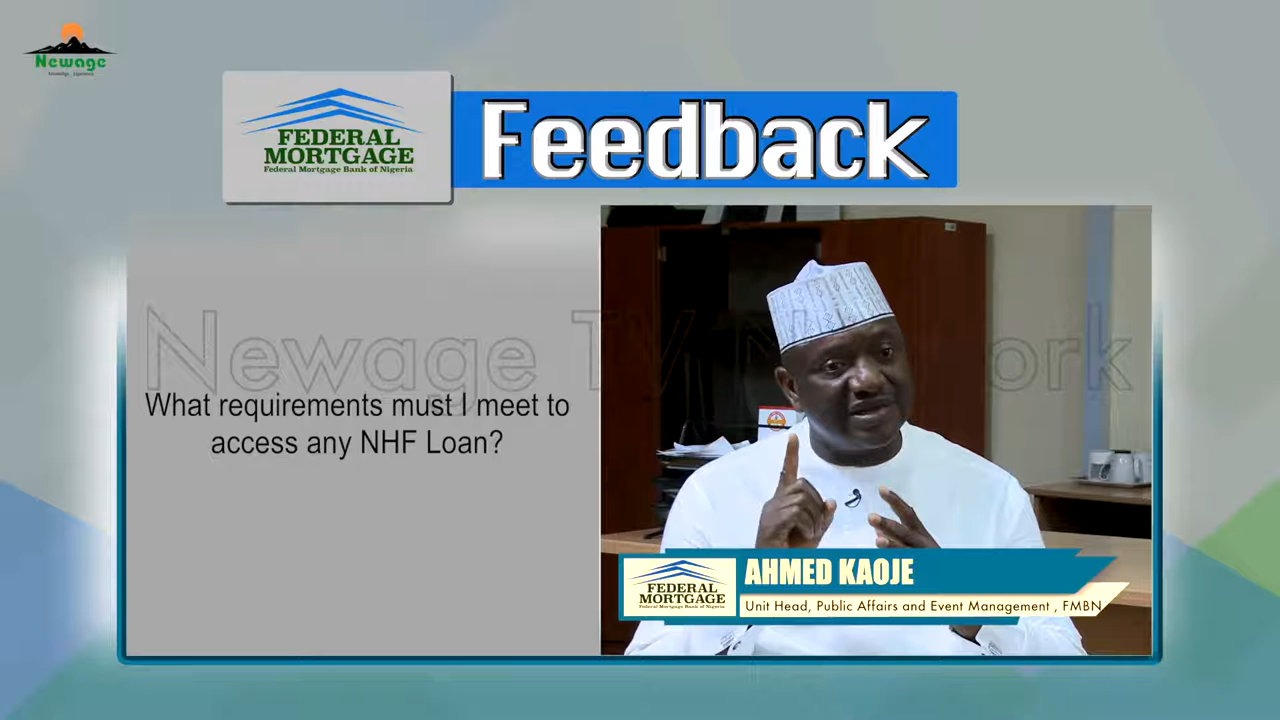 Newage
FEDERAL
MORTGAGE
Federal Mortgage Bank of Nigeria
Feedback
Newage TV Network
What requirements must I meet to
access any NHF Loan?
FEDERAL
MORTGAGE
Federal Mortgage Bank of Nigeria
AHMED KAOJE
Unit Head, Public Affairs and Event Management , FMBN